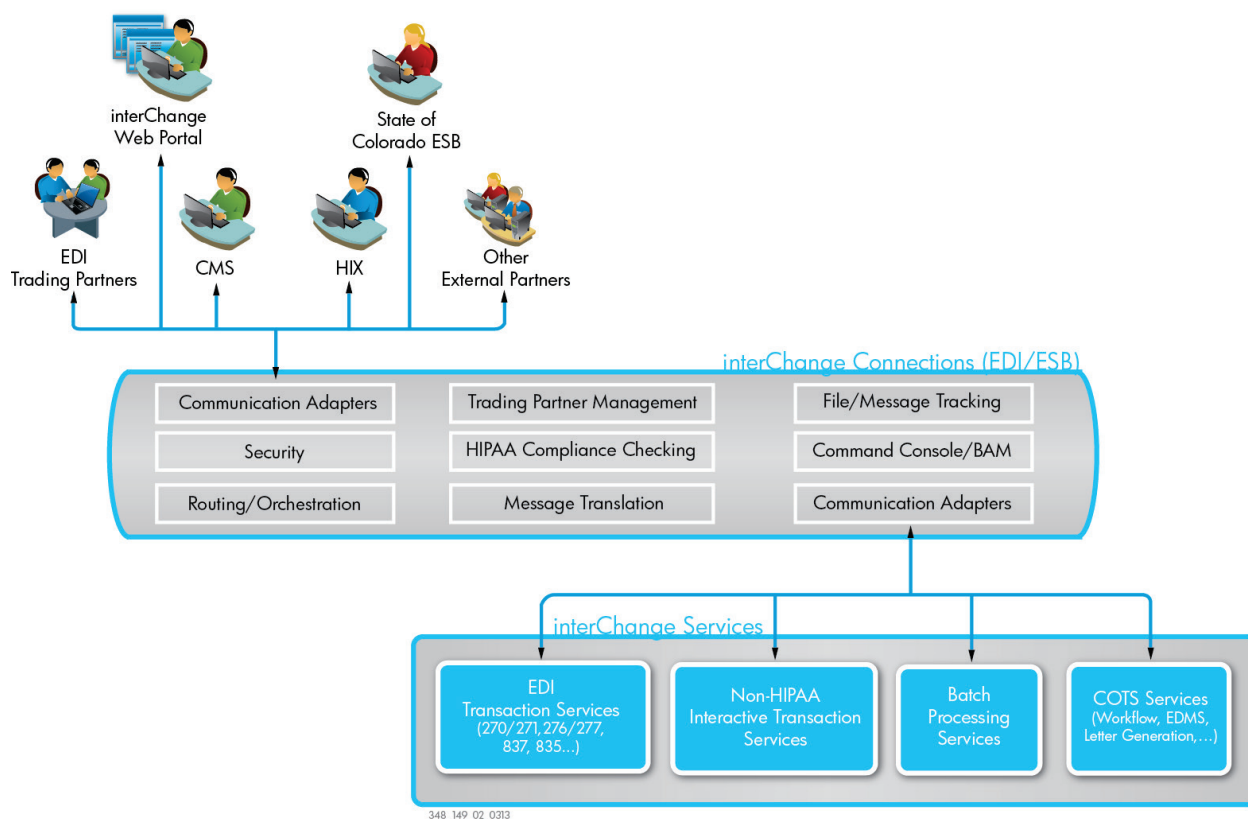 interChange
Web Portal
State of
Colorado ESB
EDI
Trading Partners
CMS
HIX
Other
External Partners
interChange Connections (EDI/ESB)
Communication Adapters
Trading Partner Management
File/Message Tracking
Security
HIPAA Compliance Checking
Command Console/BAM
Routing/Orchestration
Message Translation
Communication Adapters
interChange Services
EDI
Transaction Services
(270/271,276/277,
837, 835...)
Non-HIPAA
Interactive Transaction
Services
Batch
Processing
Services
COTS Services
(Workflow, EDMS,
Letter Generation,...)
348 149 02 0313